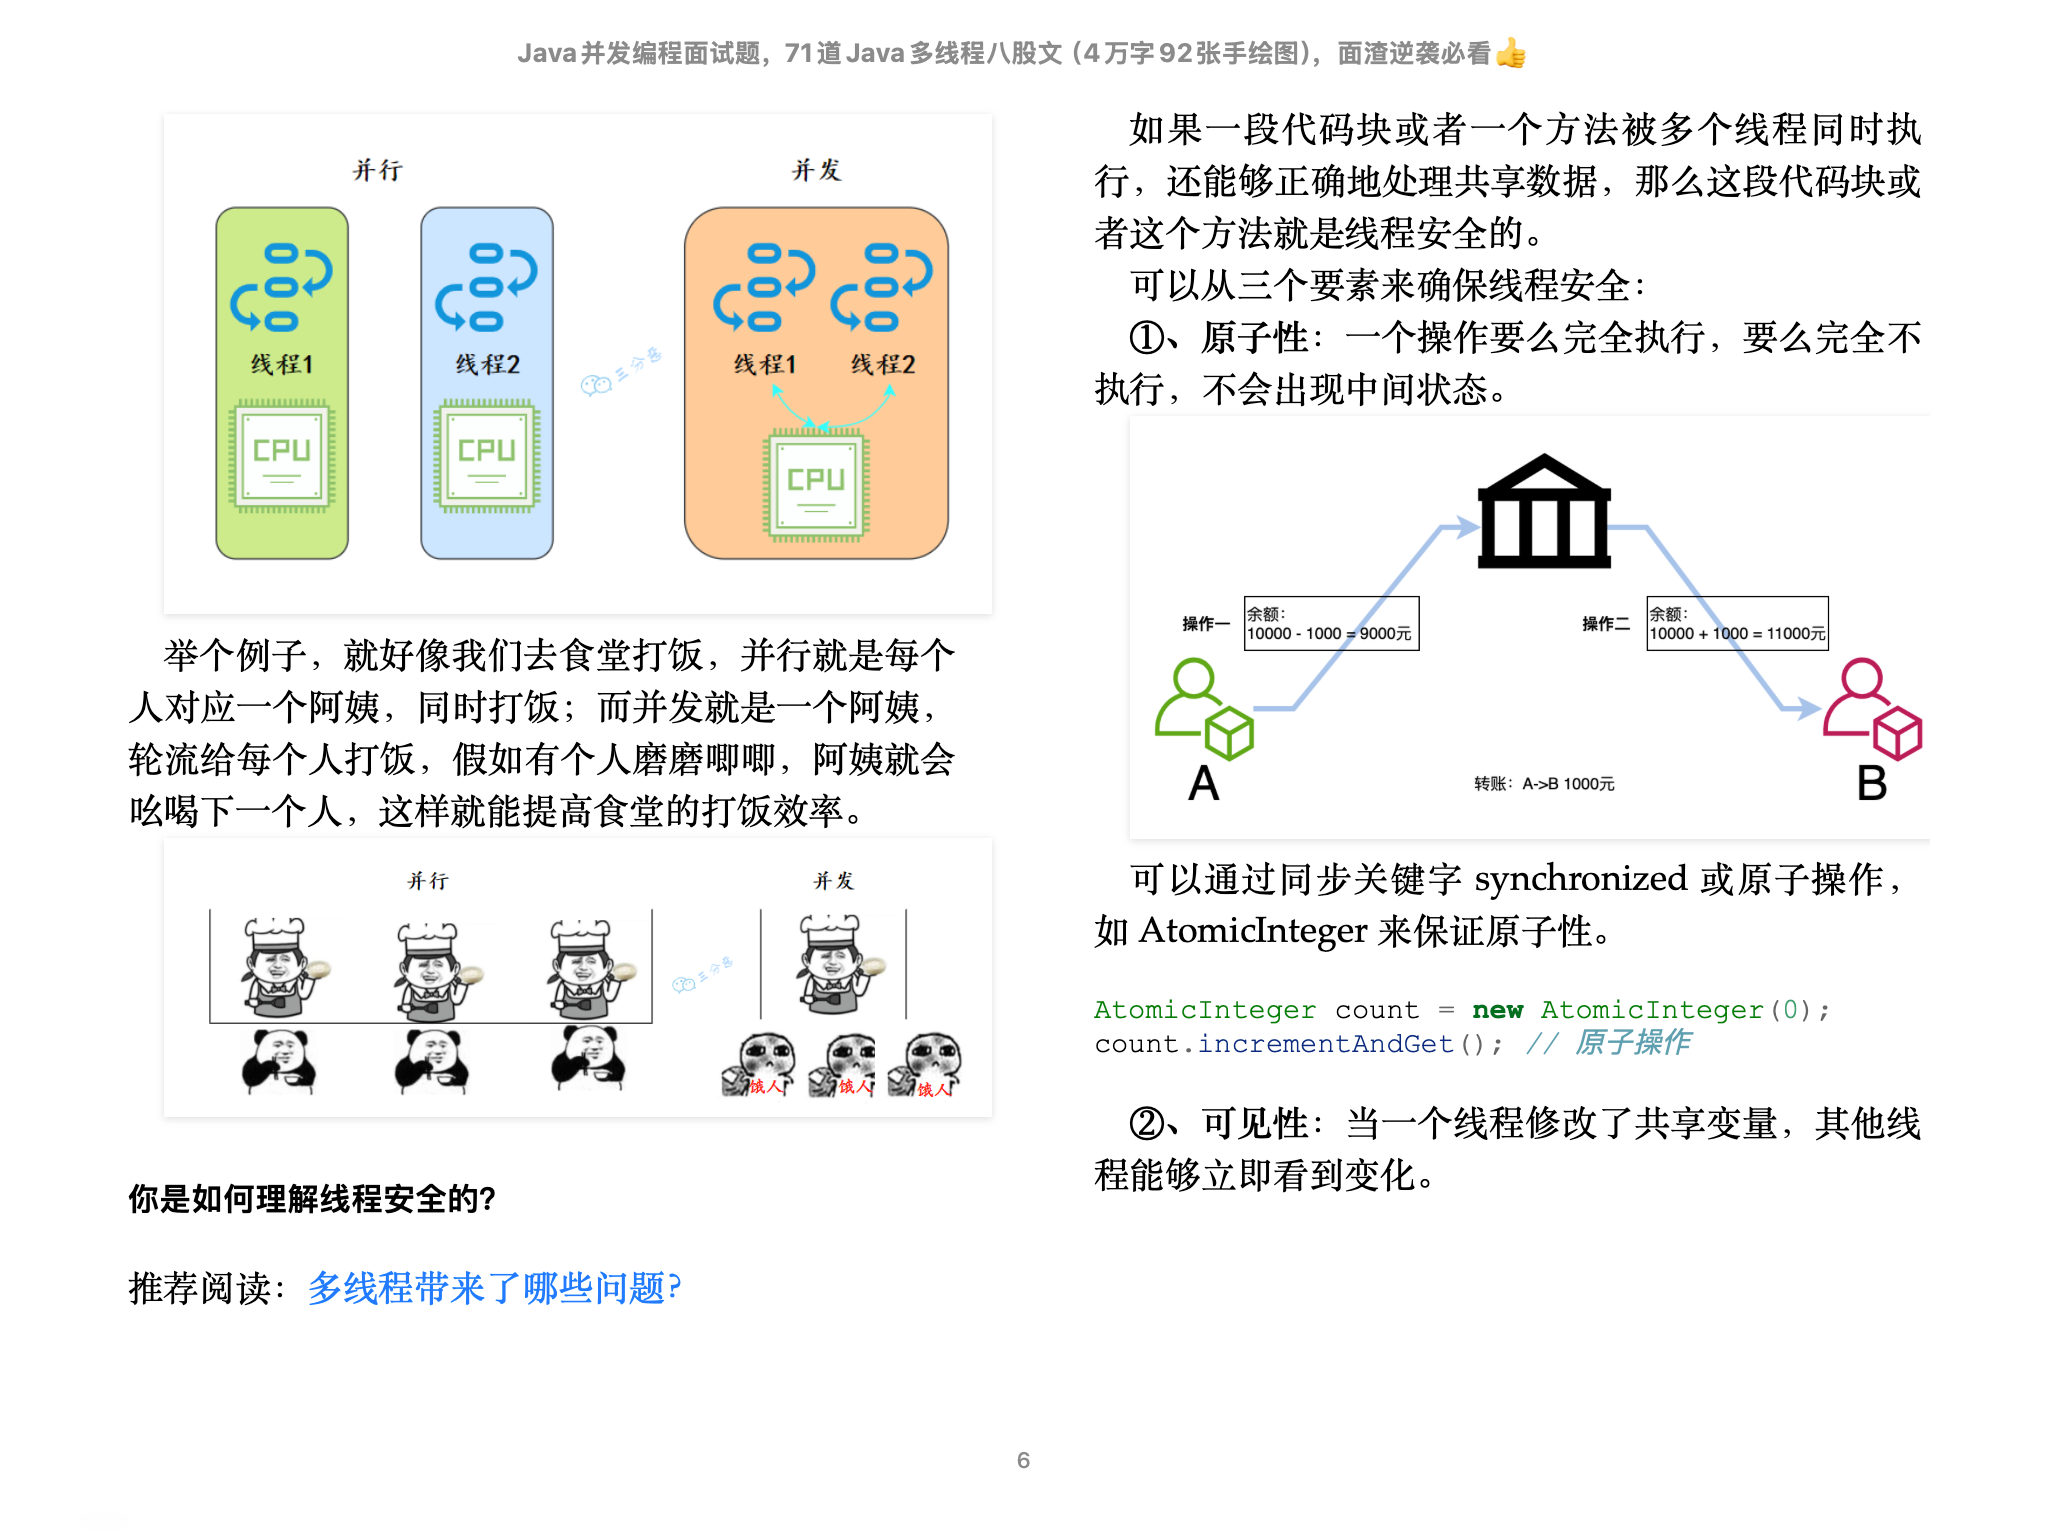 Java并发编程面试题，71道Java多线程八股文（4万字92张手绘图），面渣逆袭必看👍
并行
并发
线程1
线程2
线程1
线程2
CPU
CPU
CPU
三分恶
举个例子，就好像我们去食堂打饭，并行就是每个
人对应一个阿姨，同时打饭；而并发就是一个阿姨，
轮流给每个人打饭，假如有个人磨磨唧唧，阿姨就会
吆喝下一个人，这样就能提高食堂的打饭效率。
并行
并发
三分恶
饿人
饿人
饿人
你是如何理解线程安全的？
推荐阅读：多线程带来了哪些问题？
如果一段代码块或者一个方法被多个线程同时执
行，还能够正确地处理共享数据，那么这段代码块或
者这个方法就是线程安全的。
可以从三个要素来确保线程安全：
①、原子性：一个操作要么完全执行，要么完全不
执行，不会出现中间状态。
操作一
余额：
10000 - 1000 = 9000元
操作二
余额：
10000 + 1000 = 11000元
A
转账：A->B 1000元
B
可以通过同步关键字 synchronized 或原子操作，
如 AtomicInteger 来保证原子性。
AtomicInteger count = new AtomicInteger(0);
count.incrementAndGet(); // 原子操作
②、可见性：当一个线程修改了共享变量，其他线
程能够立即看到变化。
6